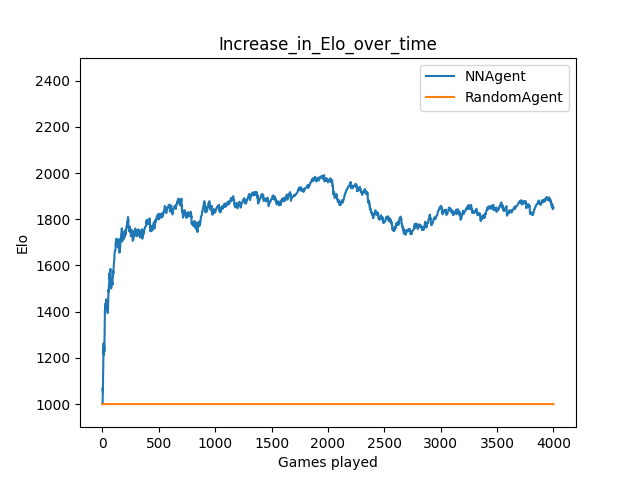 Increase_in_Elo_over_time
NNAgent
RandomAgent
2400
2200
2000
1800
1600
1400
1200
1000
Elo
0 500 1000 1500 2000 2500 3000 3500 4000
Games played